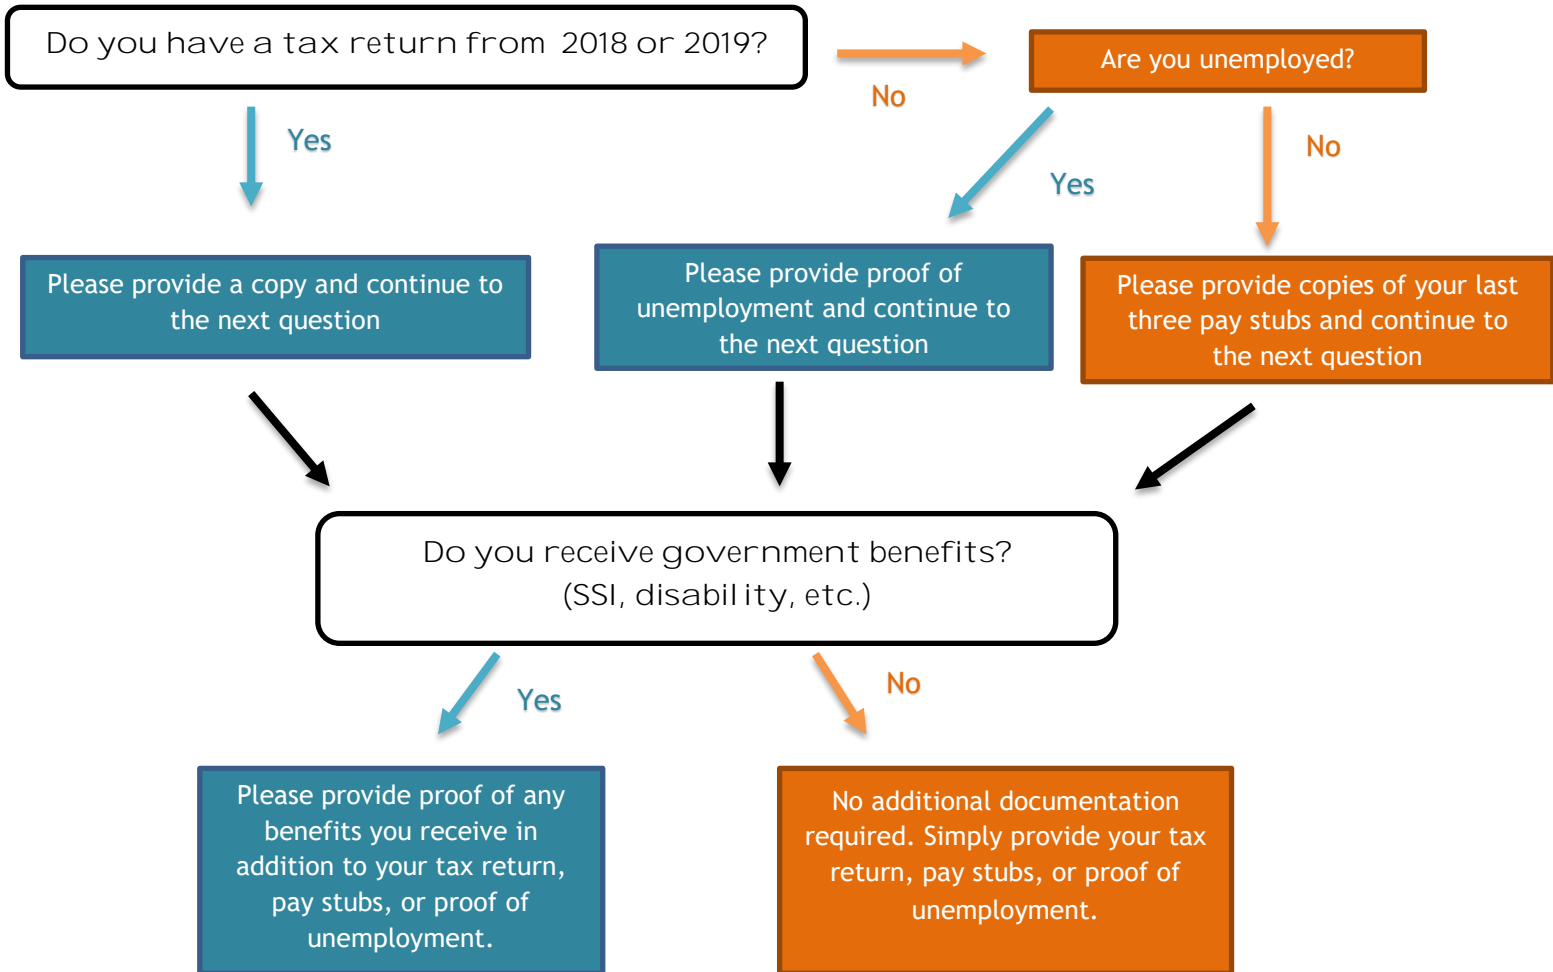 Do you have a tax return from 2018 or 2019?
No
Are you unemployed?
Yes
Yes
No
Please provide a copy and continue to
the next question
Please provide proof of
unemployment and continue to
the next question
Please provide copies of your last
three pay stubs and continue to
the next question
Do you receive government benefits?
(SSI, disability, etc.)
Yes
No
Please provide proof of any
benefits you receive in
addition to your tax return,
pay stubs, or proof of
unemployment.
No additional documentation
required. Simply provide your tax
return, pay stubs, or proof of
unemployment.